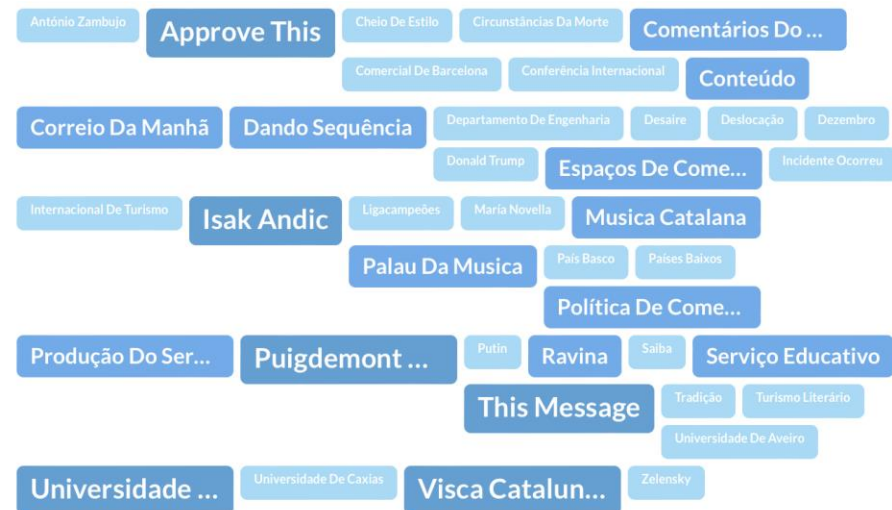 António Zambujo Approve This Cheio De Estilo Circunstâncias Da Morte Comentários Do ...
Comercial De Barcelona Conferência Internacional Conteúdo
Correio Da Manhã Dando Sequência Departamento De Engenharia Desaire Deslocação Dezembro
Donald Trump Espaços De Come... Incidente Ocorreu
Internacional De Turismo Isak Andic Ligacampeões Maria Novella Musica Catalana
Palau Da Musica País Basco Países Baixos
Política De Come...
Produção Do Ser... Puigdemont ... Putin Ravina Saiba Serviço Educativo
This Message Tradição Turismo Literário
Universidade De Aveiro
Universidade ... Universidade De Caxias Visca Catalun... Zelensky